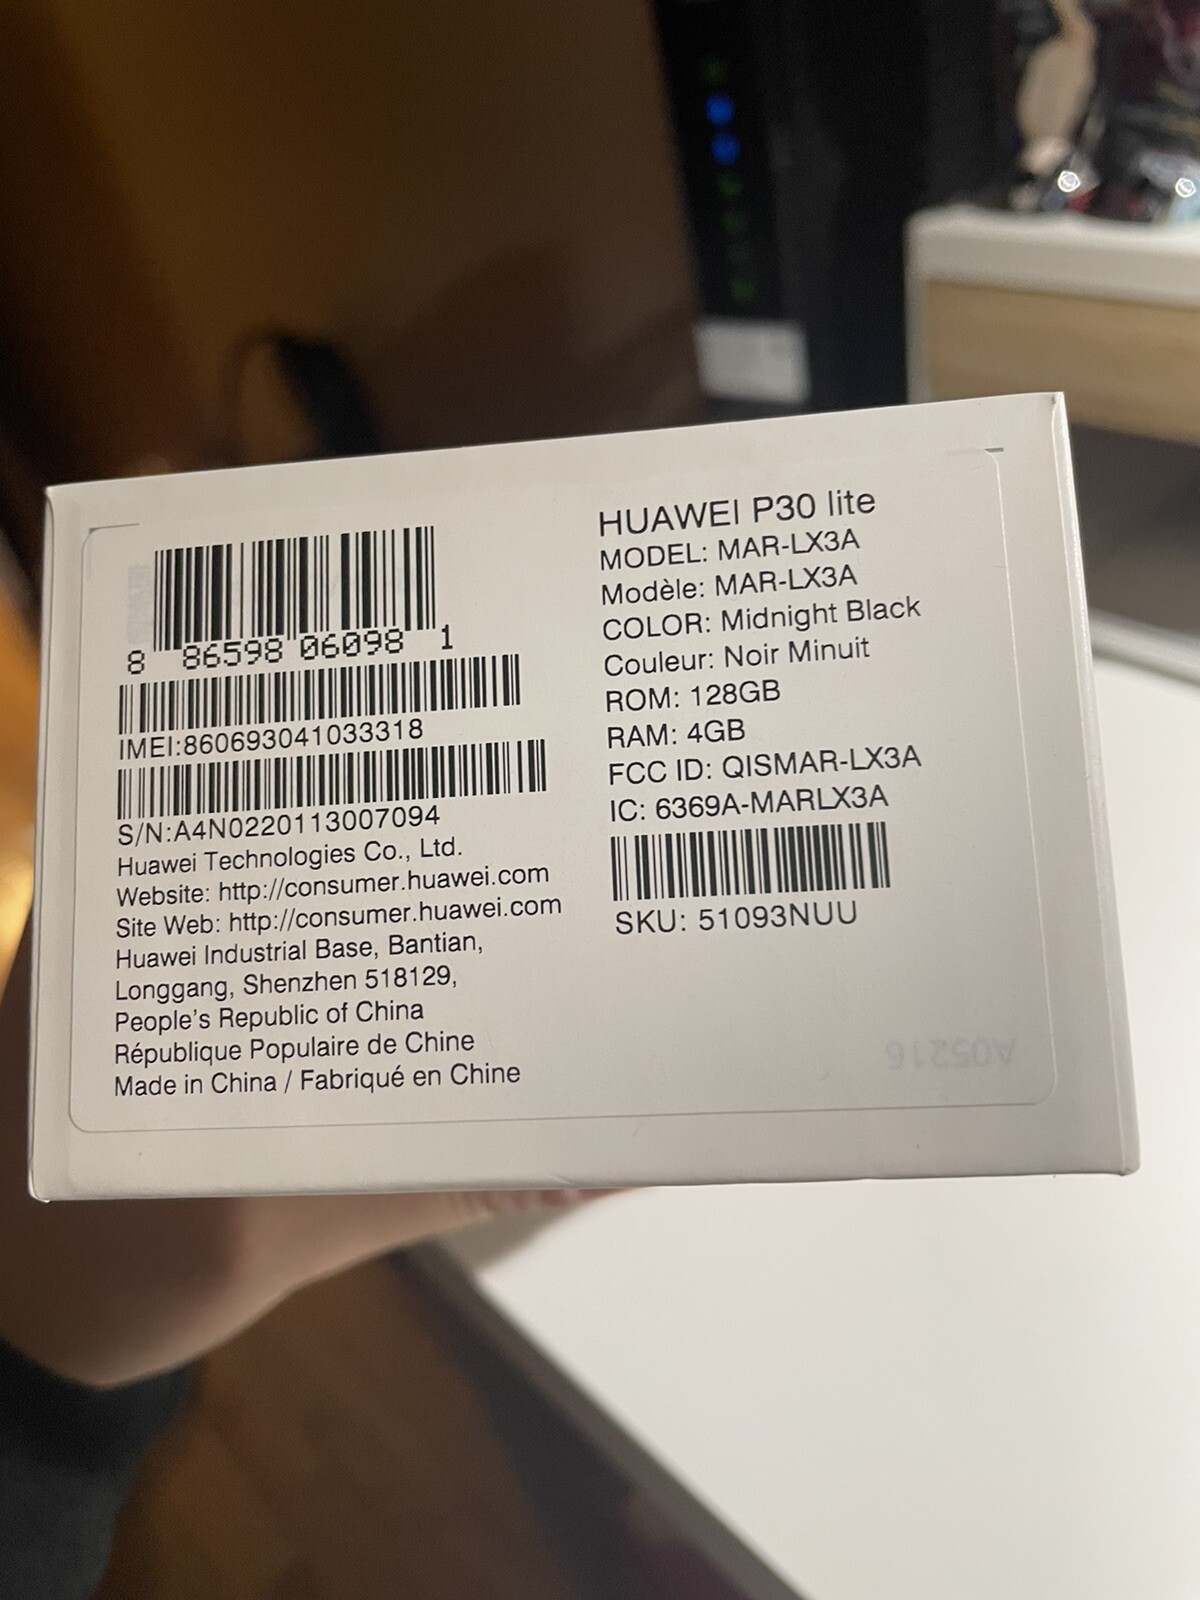 8 86598 06098 1
IMEI:860693041033318
S/N:A4N0220113007094
Huawei Technologies Co., Ltd.
Website: http://consumer.huawei.com
Site Web: http://consumer.huawei.com
Huawei Industrial Base, Bantian,
Longgang, Shenzhen 518129,
People's Republic of China
République Populaire de Chine
Made in China / Fabriqué en Chine
HUAWEI P30 lite
MODEL: MAR-LX3A
Modèle: MAR-LX3A
COLOR: Midnight Black
Couleur: Noir Minuit
ROM: 128GB
RAM: 4GB
FCC ID: QISMAR-LX3A
IC: 6369A-MARLX3A
SKU: 51093NUU
A05216